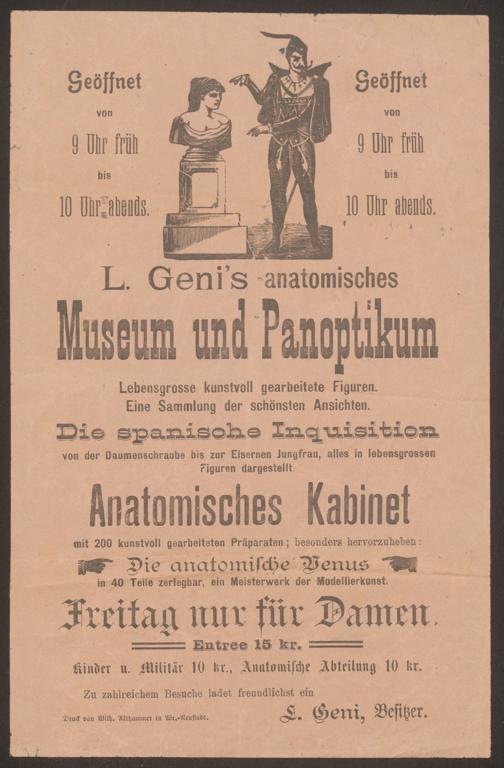 Geöffnet
von
9 Uhr früh
bis
10 Uhr abends.
Geöffnet
von
9 Uhr früh
bis
10 Uhr abends.
L. Geni's anatomisches
Museum und Panoptikum
Lebensgrosse kunstvoll gearbeitete Figuren.
Eine Sammlung der schönsten Ansichten.
Die spanische Inquisition
von der Daumenschraube bis zur Eisernen Jungfrau, alles in lebensgrossen
Figuren dargestellt.
Anatomisches Kabinet
mit 200 kunstvoll gearbeiteten Präparaten; besonders hervorzuheben:
Die anatomische Venus
in 40 Teile zerlegbar, ein Meisterwerk der Modellierkunst.
Freitag nur für Damen.
Entree 15 kr.
Kinder u. Militär 10 kr., Anatomische Abteilung 10 kr.
Zu zahlreichem Besuche ladet freundlichst ein
L. Geni, Besitzer.
Druck von Wilh. Althammer in Wr.-Neustadt.